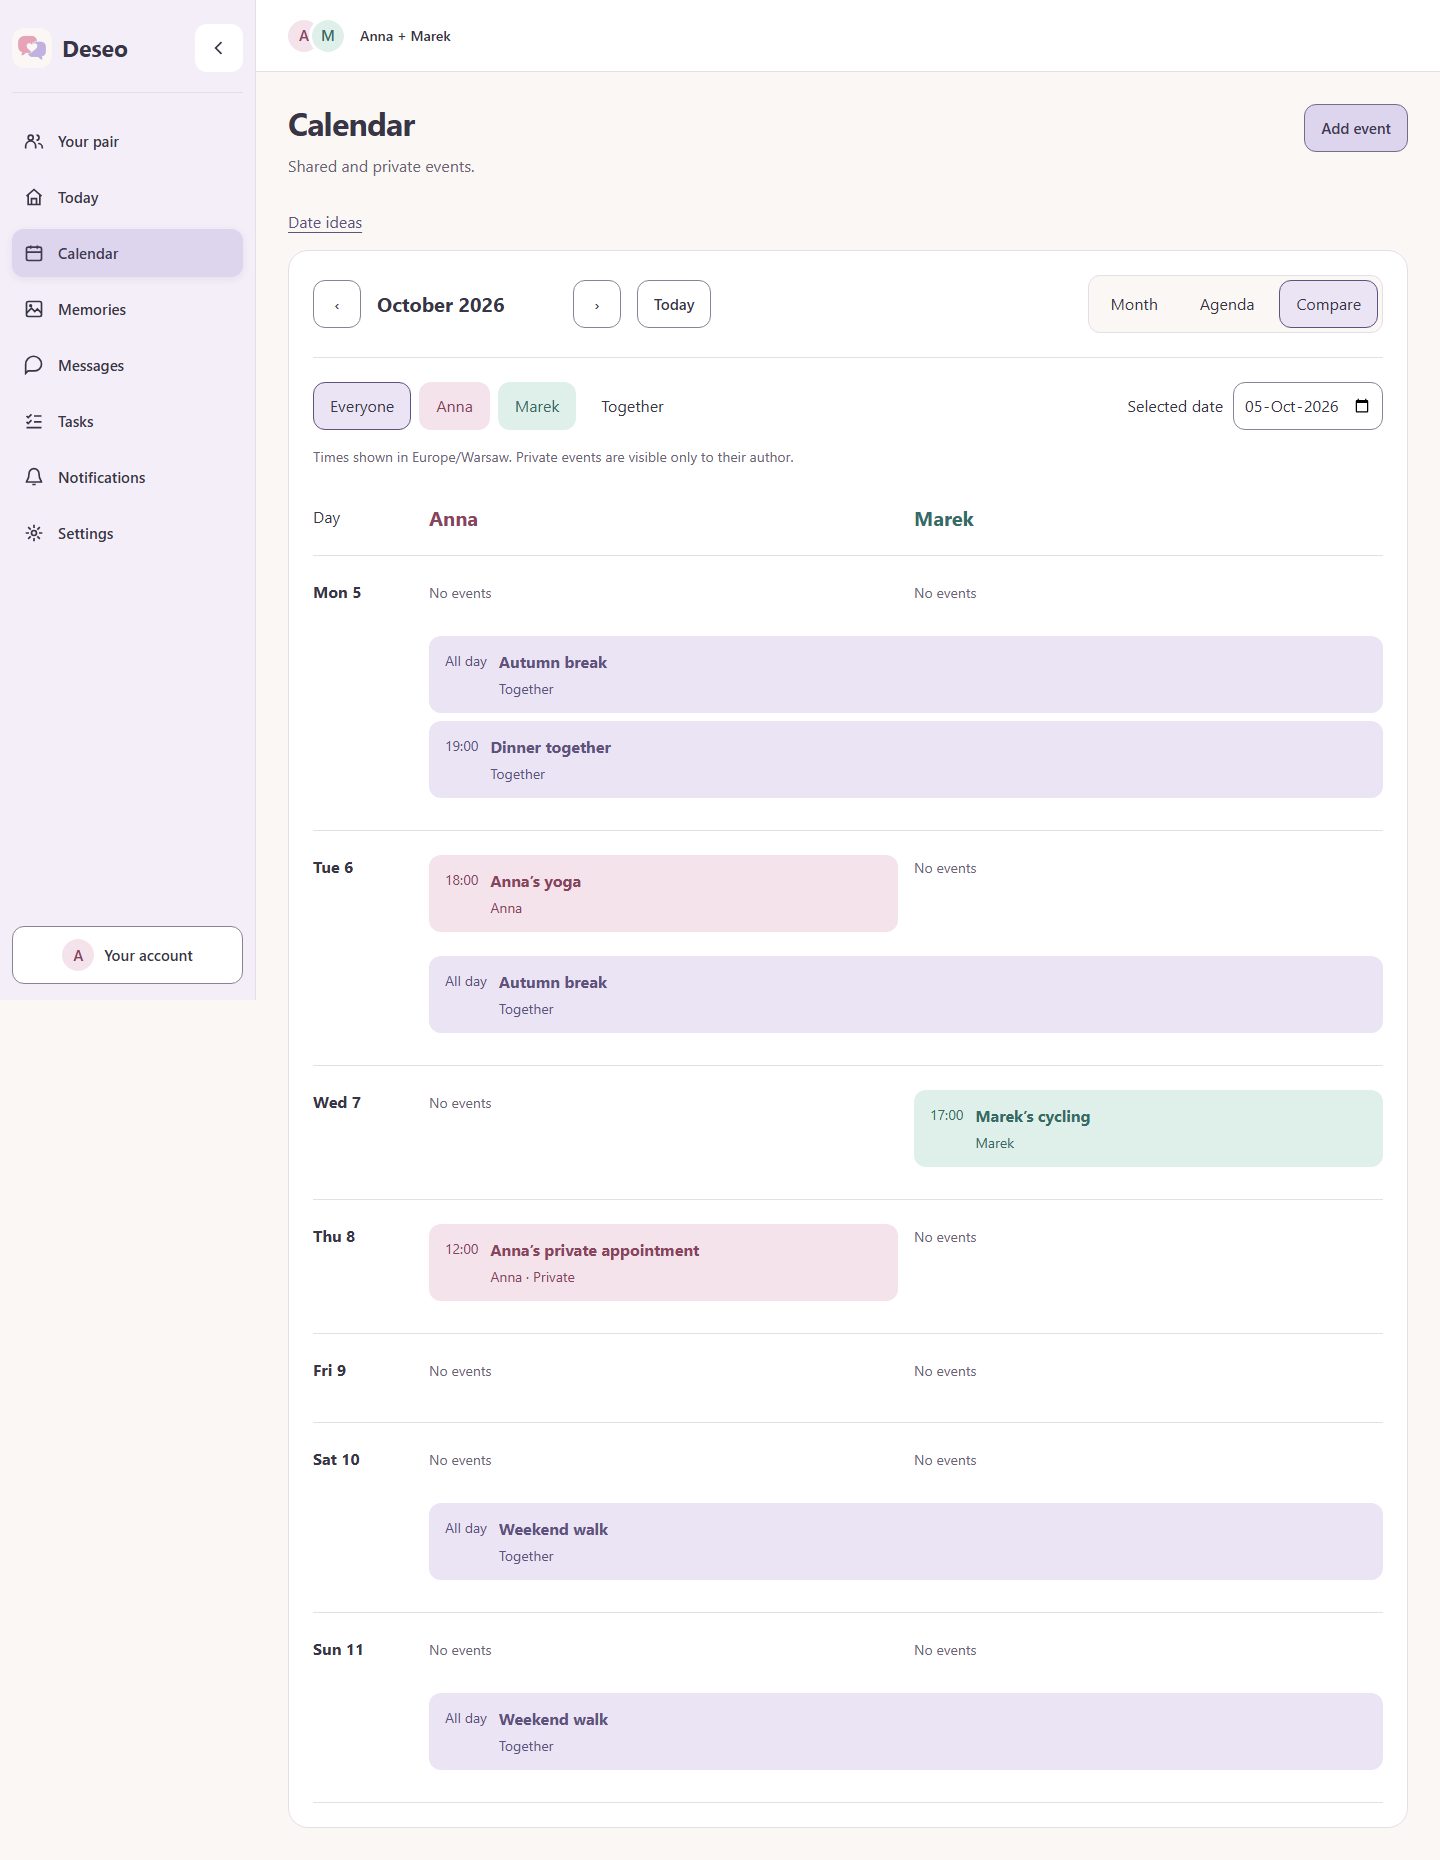 Deseo
Your pair
Today
Calendar
Memories
Messages
Tasks
Notifications
Settings
A Your account
A M Anna + Marek
Calendar
Add event
Shared and private events.
Date ideas
‹ October 2026 › Today
Month Agenda Compare
Everyone Anna Marek Together
Selected date 05-Oct-2026
Times shown in Europe/Warsaw. Private events are visible only to their author.
Day Anna Marek
Mon 5 No events No events
All day Autumn break
Together
19:00 Dinner together
Together
Tue 6 18:00 Anna's yoga No events
Anna
All day Autumn break
Together
Wed 7 No events 17:00 Marek's cycling
Marek
Thu 8 12:00 Anna's private appointment No events
Anna · Private
Fri 9 No events No events
Sat 10 No events No events
All day Weekend walk
Together
Sun 11 No events No events
All day Weekend walk
Together